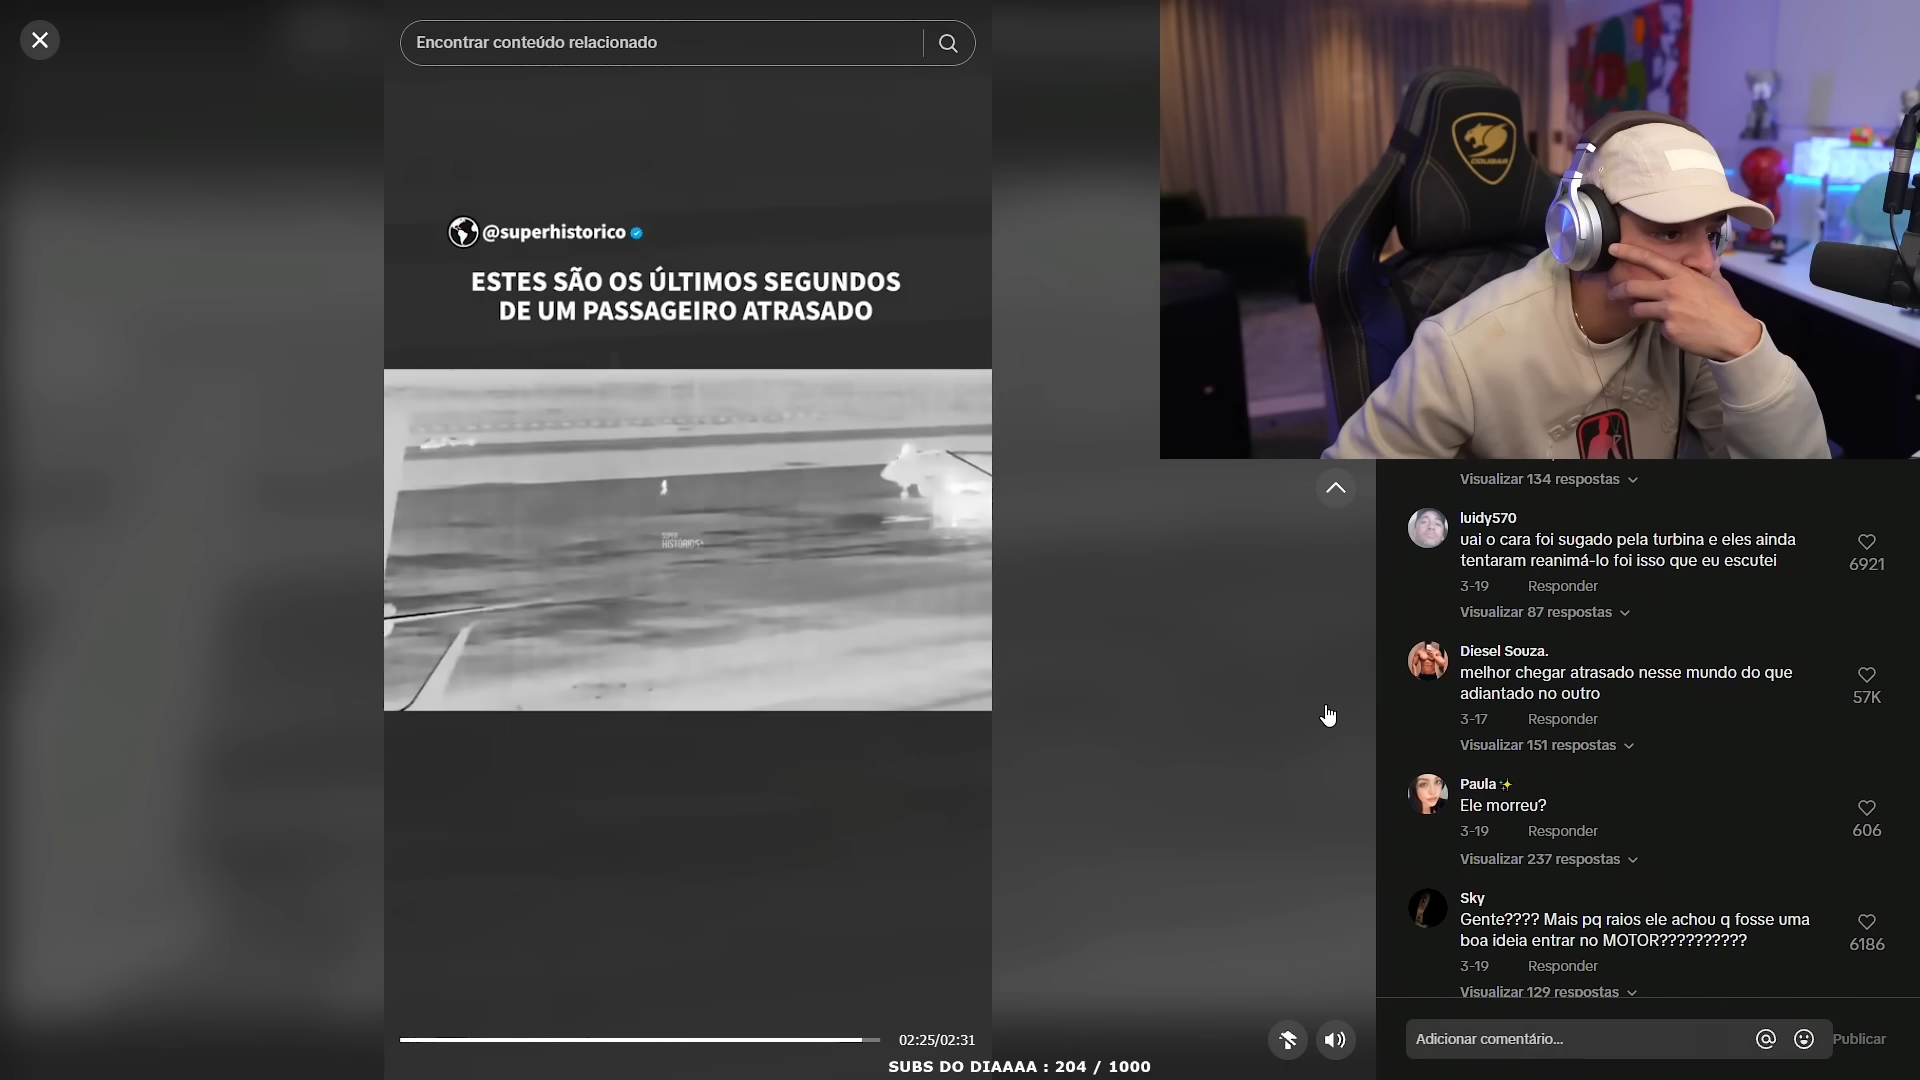 Encontrar conteúdo relacionado
@superhistorico
ESTES SÃO OS ÚLTIMOS SEGUNDOS
DE UM PASSAGEIRO ATRASADO
SUPER
HISTÓRICO
02:25/02:31
SUBS DO DIAAAA : 204 / 1000
COUGAR
Visualizar 134 respostas
luidy570
uai o cara foi sugado pela turbina e eles ainda
tentaram reanimá-lo foi isso que eu escutei
6921
3-19 Responder
Visualizar 87 respostas
Diesel Souza.
melhor chegar atrasado nesse mundo do que
adiantado no outro
57K
3-17 Responder
Visualizar 151 respostas
Paula✨
Ele morreu?
606
3-19 Responder
Visualizar 237 respostas
Sky
Gente???? Mais pq raios ele achou q fosse uma
boa ideia entrar no MOTOR??????????
6186
3-19 Responder
Visualizar 129 respostas
Adicionar comentário...
Publicar